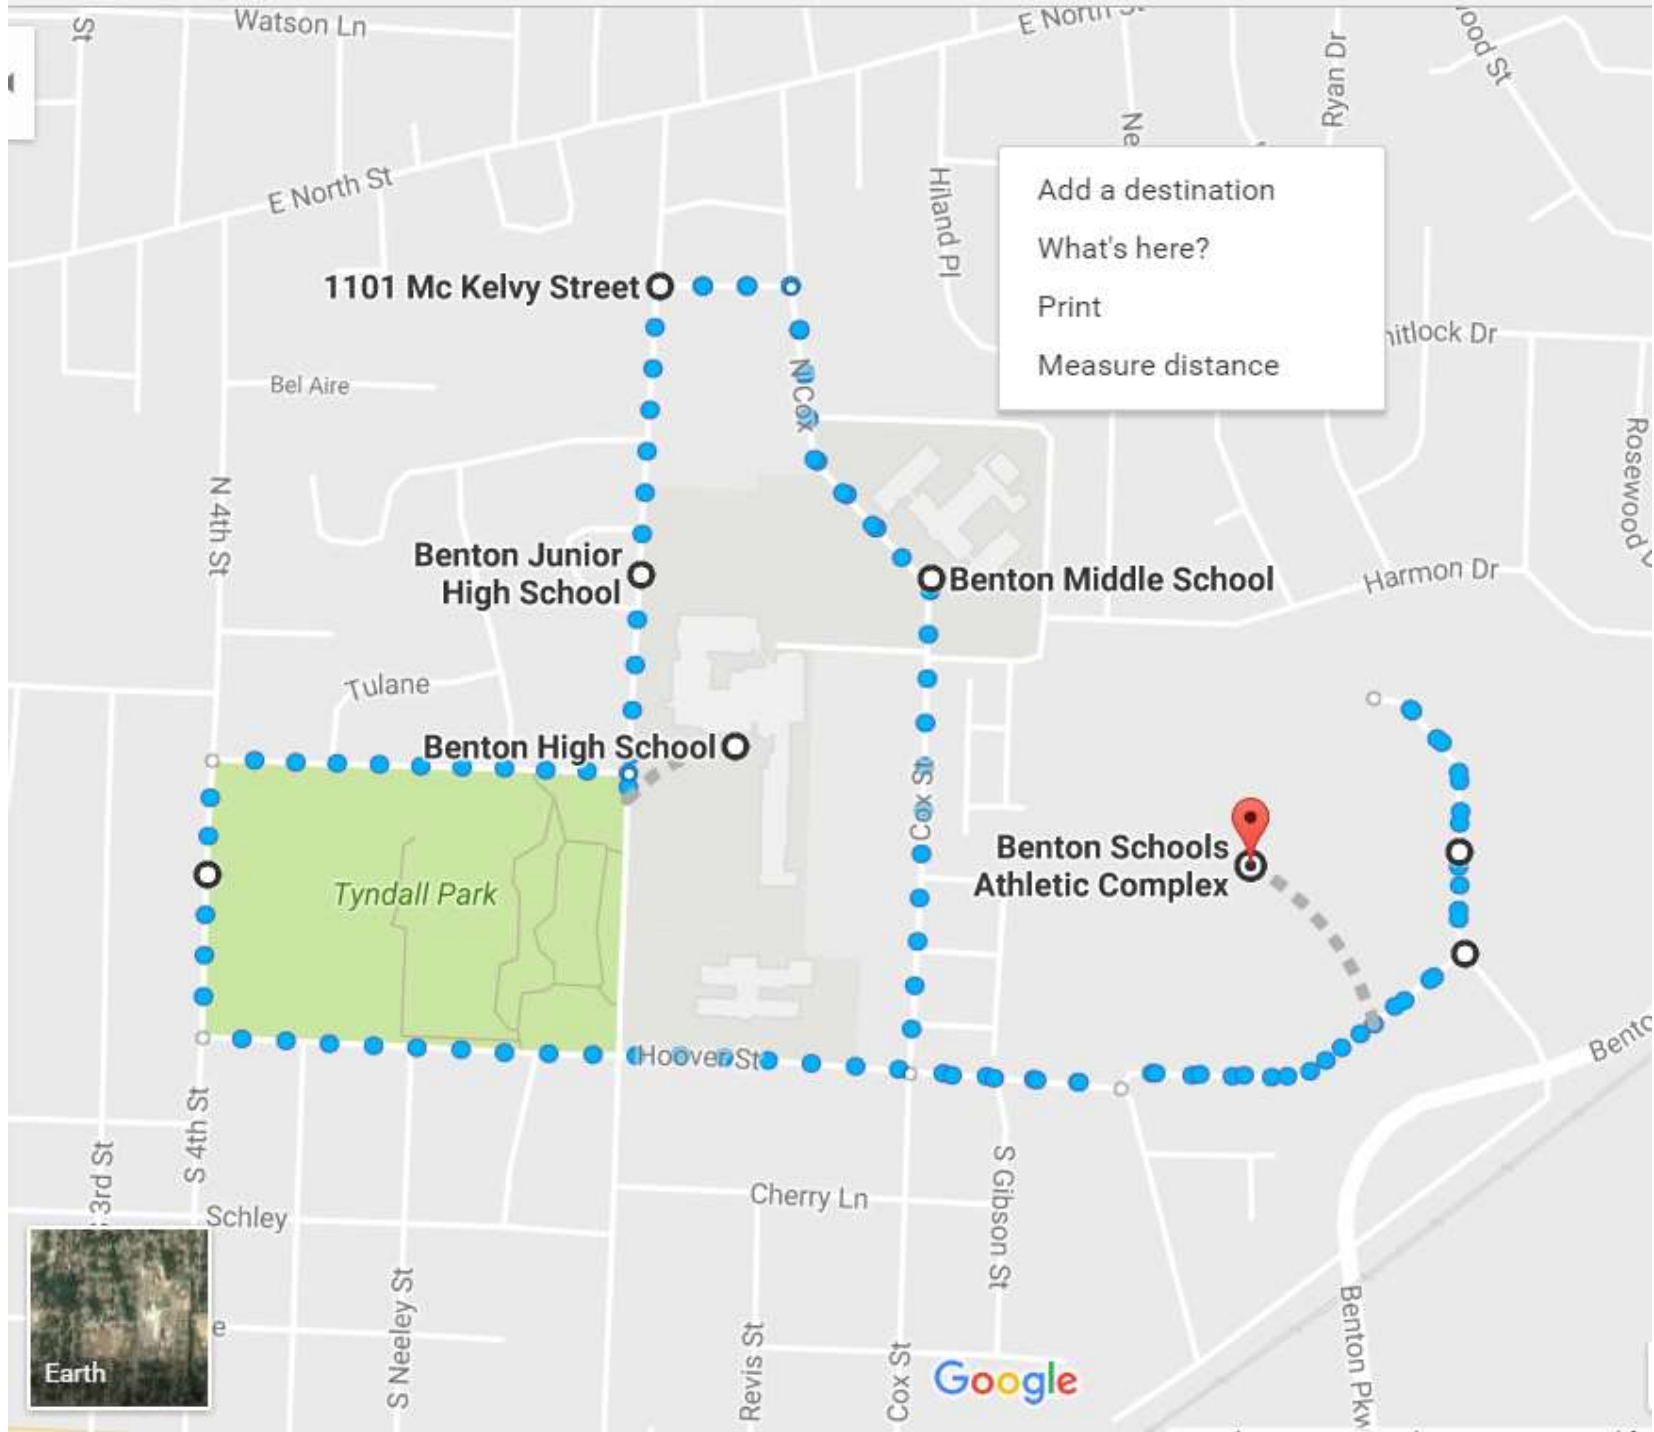 St
Watson Ln
E North St
Ryan Dr
ood St
Ne
E North St
Hiland Pl
Add a destination
What's here?
Print
Measure distance
1101 Mc Kelvy Street
hitlock Dr
Bel Aire
N Cox
Rosewood D
N 4th St
Benton Junior
High School
Benton Middle School
Harmon Dr
Tulane
Benton High School
S Cox
Benton Schools
Athletic Complex
Tyndall Park
Hoover St
Bento
S 4th St
3rd St
Cherry Ln
S Gibson St
Schley
S Neeley St
e
Revis St
Cox St
Benton Pkw
Earth
Google